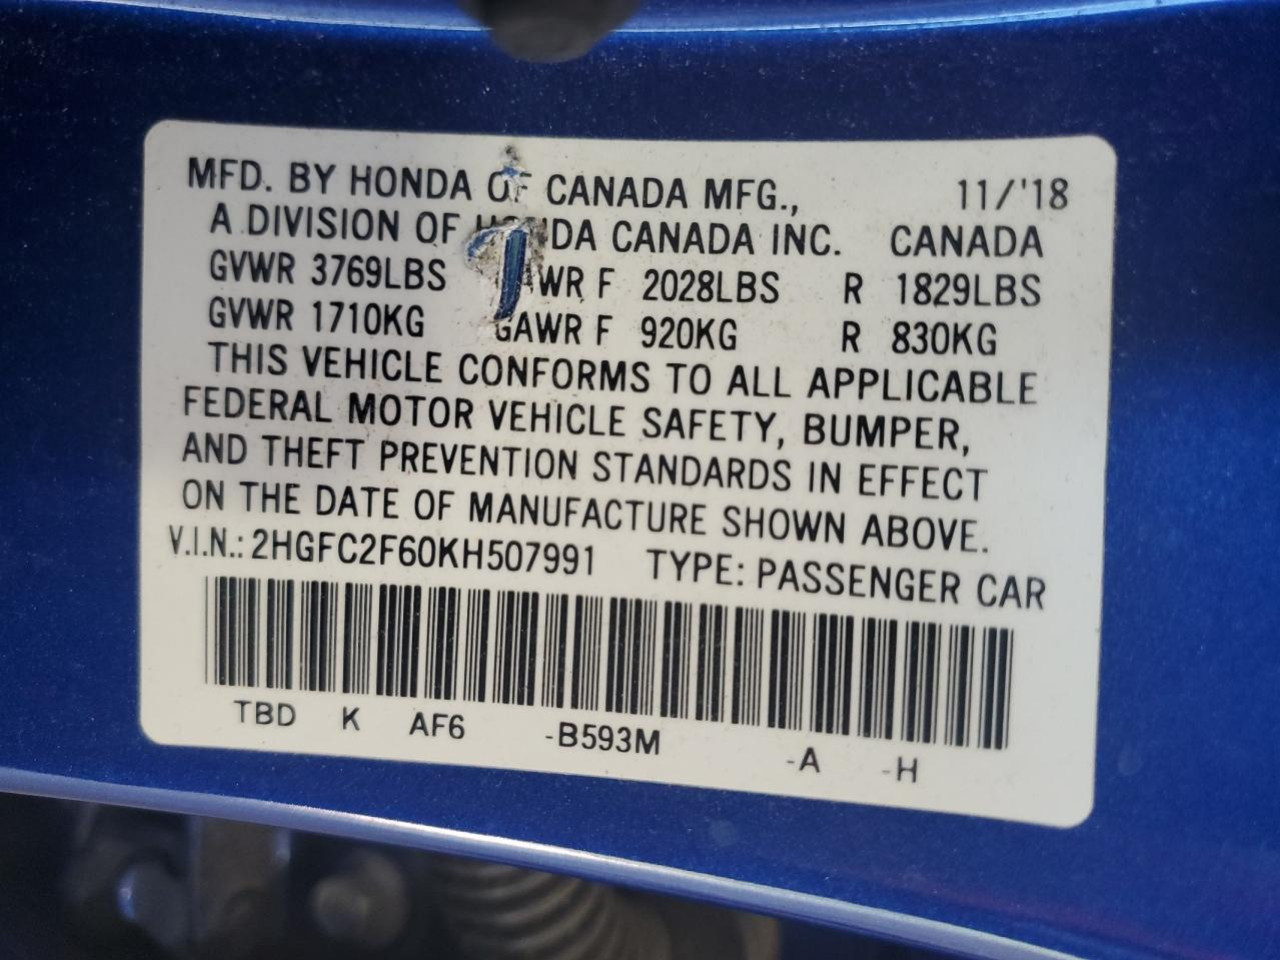 MFD. BY HONDA OF CANADA MFG., 11/'18
A DIVISION OF HONDA CANADA INC. CANADA
GVWR 3769LBS GAWR F 2028LBS R 1829LBS
GVWR 1710KG GAWR F 920KG R 830KG
THIS VEHICLE CONFORMS TO ALL APPLICABLE
FEDERAL MOTOR VEHICLE SAFETY, BUMPER,
AND THEFT PREVENTION STANDARDS IN EFFECT
ON THE DATE OF MANUFACTURE SHOWN ABOVE.
V.I.N.: 2HGFC2F60KH507991 TYPE: PASSENGER CAR
TBD K AF6 -B593M -A -H